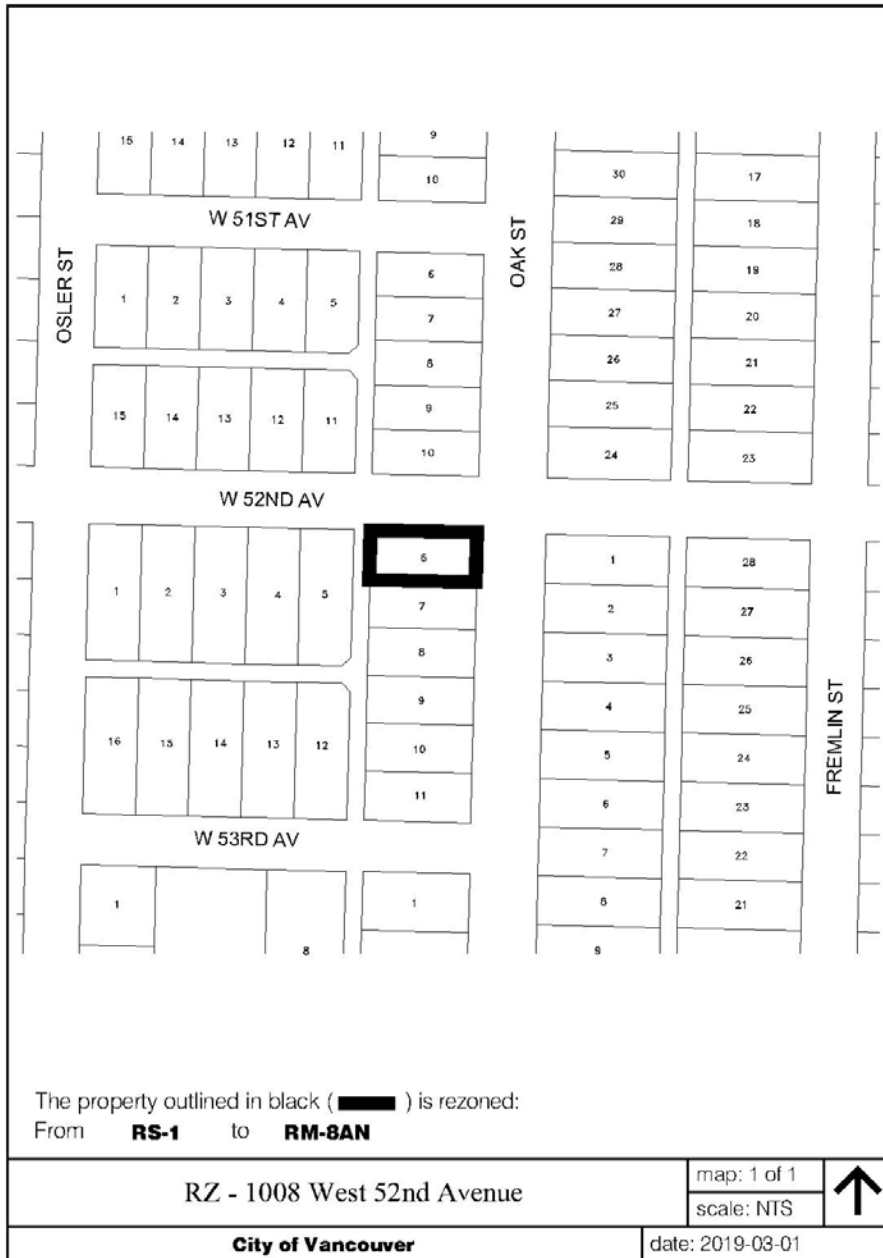 15 14 13 12 11 9
10
30 17
W 51ST AV
29 18
OSLER ST
OAK ST
6
28 19
1 2 3 4 5
7
27 20
8
26 21
9
25 22
15 14 13 12 11
10
24 23
W 52ND AV
6
1 28
1 2 3 4 5
7
2 27
8
3 26
9
4 25
FREMLIN ST
16 15 14 13 12
10
5 24
11
6 23
W 53RD AV
7 22
1
1
8 21
8
9
The property outlined in black ( ) is rezoned:
From RS-1 to RM-8AN
RZ - 1008 West 52nd Avenue
map: 1 of 1
scale: NTS
City of Vancouver
date: 2019-03-01